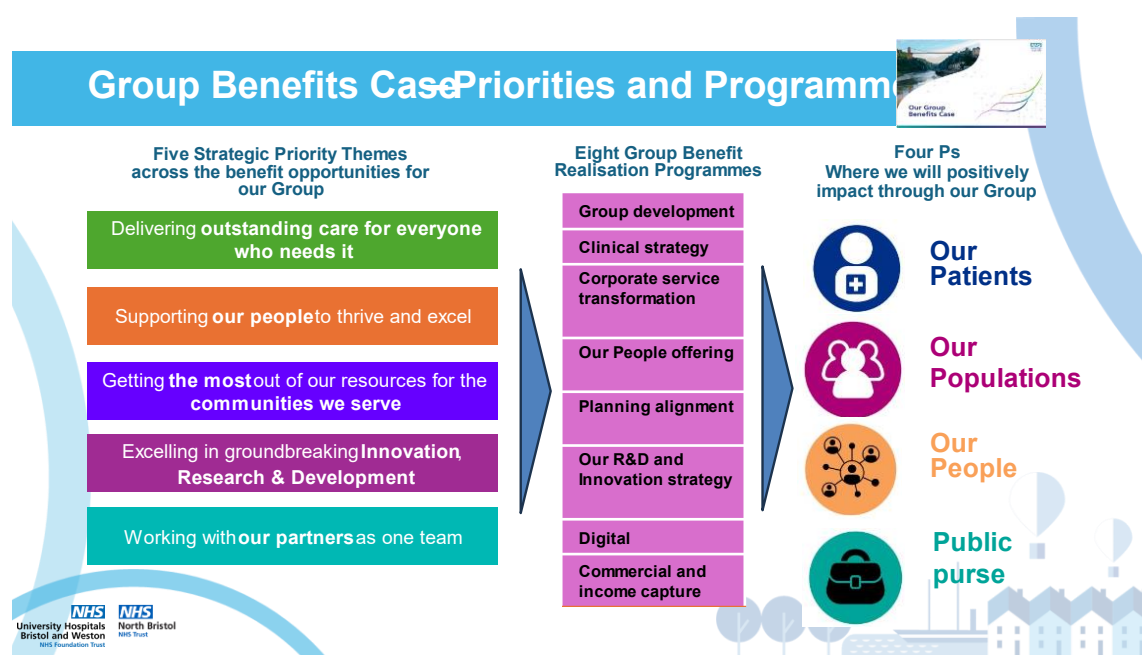 Group Benefits Case – Priorities and Programme
Our Group
Benefits Case
Five Strategic Priority Themes
across the benefit opportunities for
our Group
Delivering outstanding care for everyone
who needs it
Supporting our people to thrive and excel
Getting the most out of our resources for the
communities we serve
Excelling in groundbreaking Innovation,
Research & Development
Working with our partners as one team
Eight Group Benefit
Realisation Programmes
Group development
Clinical strategy
Corporate service
transformation
Our People offering
Planning alignment
Our R&D and
Innovation strategy
Digital
Commercial and
income capture
Four Ps
Where we will positively
impact through our Group
Our
Patients
Our
Populations
Our
People
Public
purse
NHS
University Hospitals
Bristol and Weston
NHS Foundation Trust
NHS
North Bristol
NHS Trust